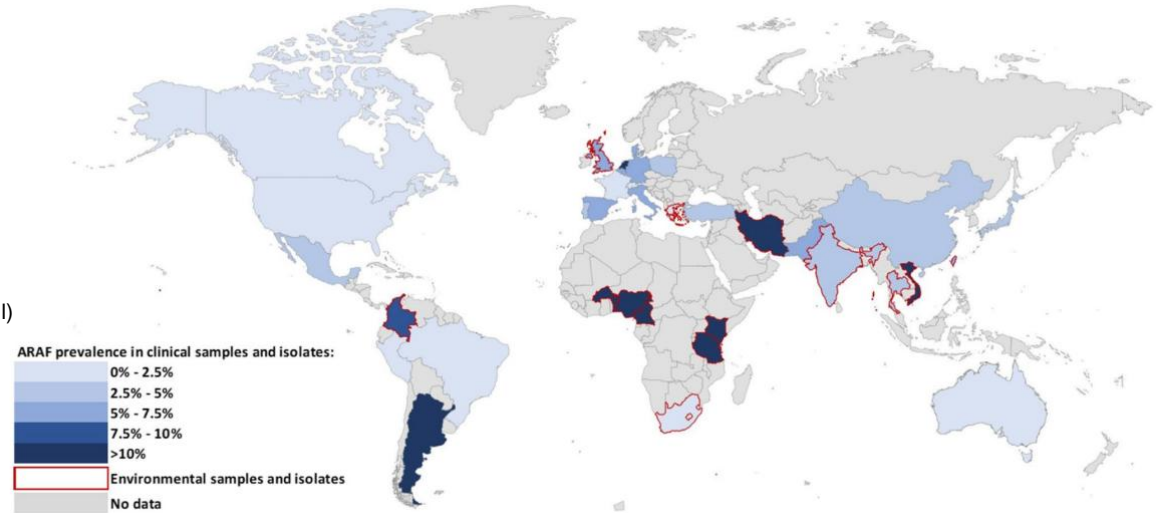 l)
ARAF prevalence in clinical samples and isolates:
0% - 2.5%
2.5% - 5%
5% - 7.5%
7.5% - 10%
>10%
Environmental samples and isolates
No data